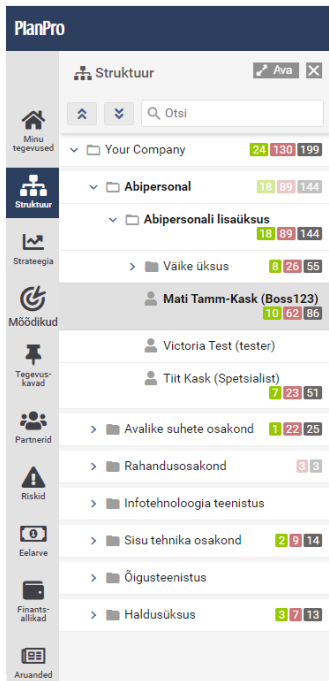 PlanPro
Struktuur
Ava
Otsi
Minu
tegevused
Your Company 24 130 199
Struktuur
Abipersonal 18 89 144
Abipersonali lisaüksus
18 89 144
Strateegia
Väike üksus 8 26 55
Mõõdikud
Mati Tamm-Kask (Boss123)
10 62 86
Victoria Test (tester)
Tegevus-
kavad
Tiit Kask (Spetsialist)
7 23 51
Partnerid
Avalike suhete osakond 1 22 25
Rahandusosakond 3 3
Riskid
Infotehnoloogia teenistus
Eelarve
Sisu tehnika osakond 2 9 14
Õigusteenistus
Finants-
allikad
Haldusüksus 3 7 13
Aruanded